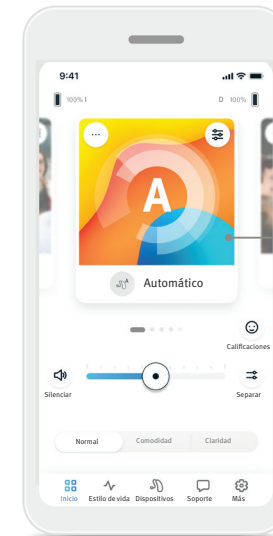 9:41
100% I
D 100%
A
A
Automático
Calificaciones
Silenciar
Separar
Normal
Comodidad
Claridad
Inicio
Estilo de vida
Dispositivos
Soporte
Más